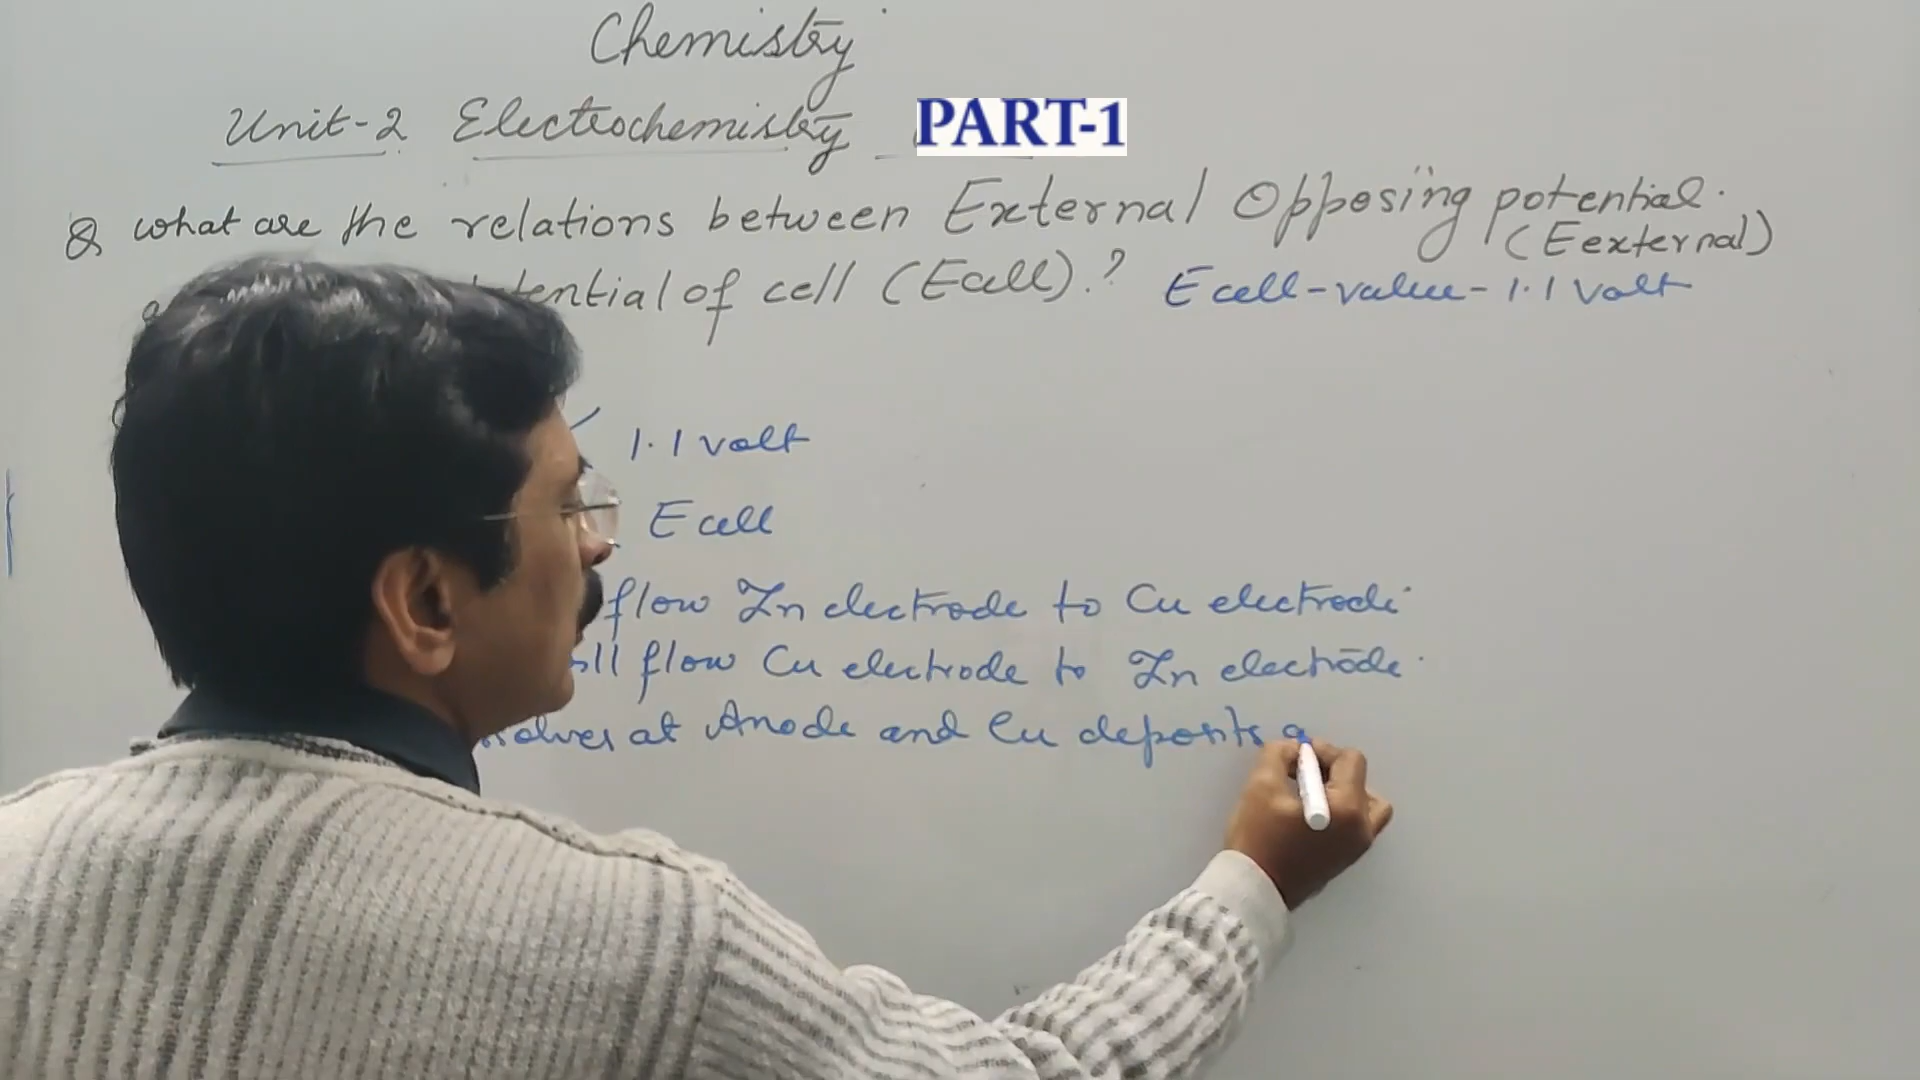 Chemistry
Unit-2 Electrochemistry PART-1
Q what are the relations between External Opposing potential.
(Eexternal)
of cell (Ecell).? Ecell-value-1.1 volt
1.1 volt
Ecell
flow Zn electrode to Cu electrode.
flow Cu electrode to Zn electrode.
at Anode and Cu deposits a